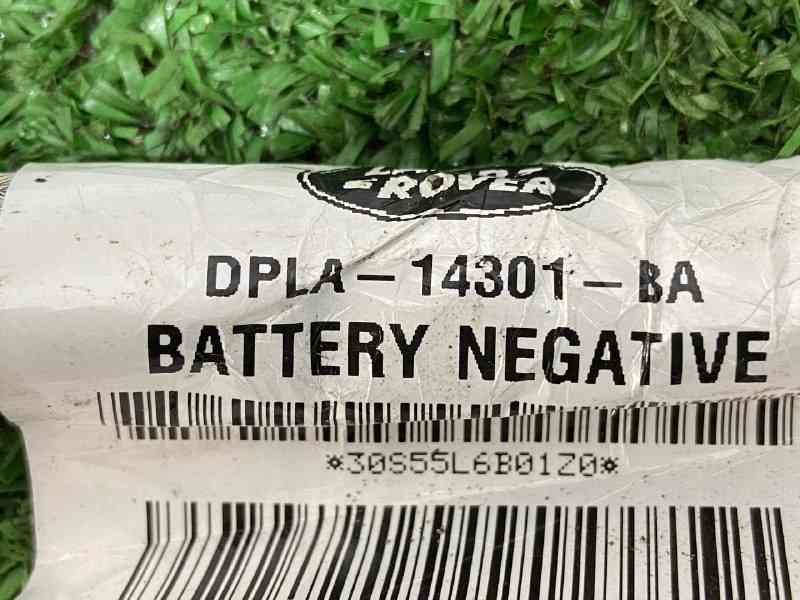 ROVER
DPLA-14301-BA
BATTERY NEGATIVE
*30S55L6B01Z0*